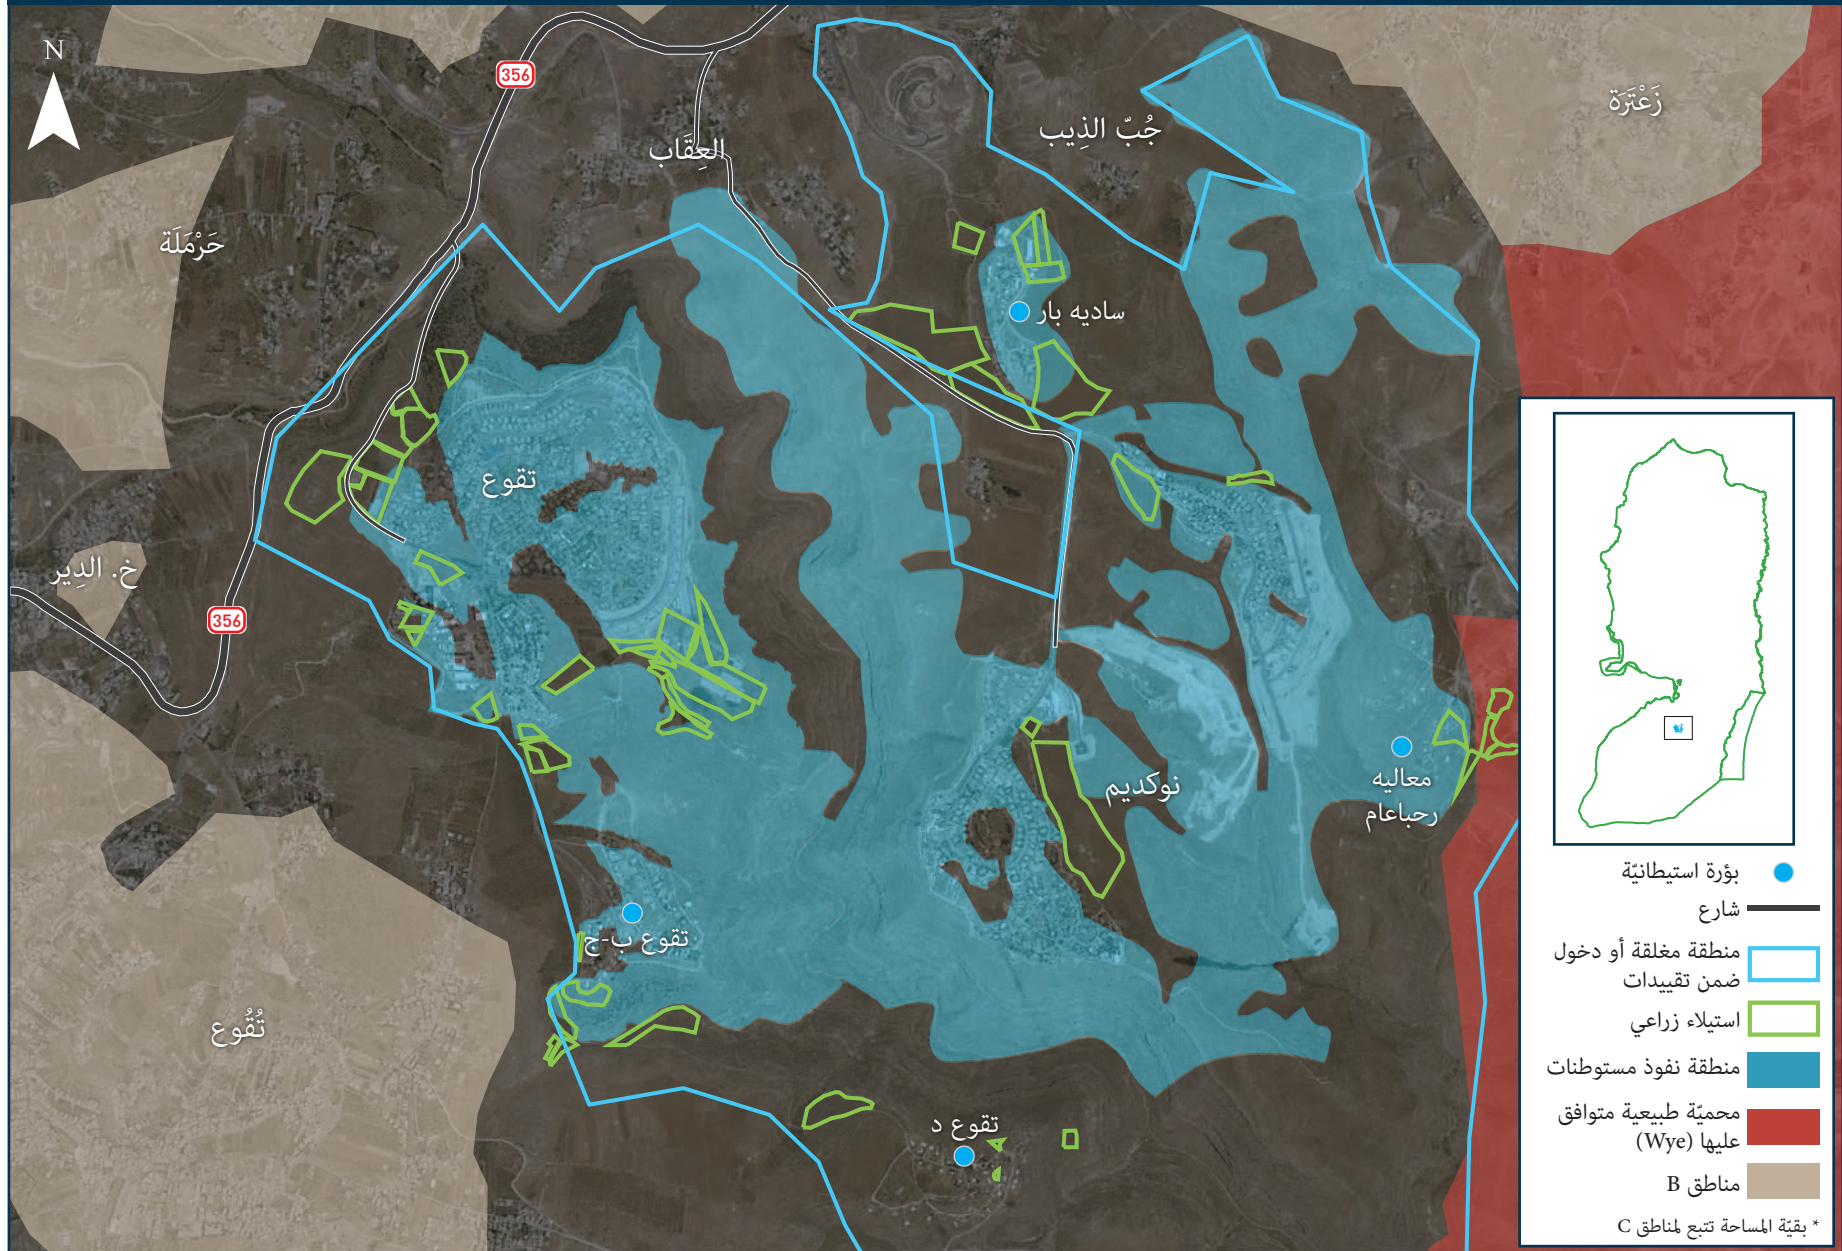 N
356
زَعْتَرَة
جُبّ الذِيب
العِقَاب
حَرْمَلَة
ساديه بار
تقوع
خ. الدِير
356
نوكديم
معاليه
رحباعام
تقوع ب-ج
تُقُوع
تقوع د
بؤرة استيطانيّة
شارع
منطقة مغلقة أو دخول
ضمن تقييدات
استيلاء زراعي
منطقة نفوذ مستوطنات
محميّة طبيعية متوافق
عليها (Wye)
مناطق B
* بقيّة المساحة تتبع لمناطق C